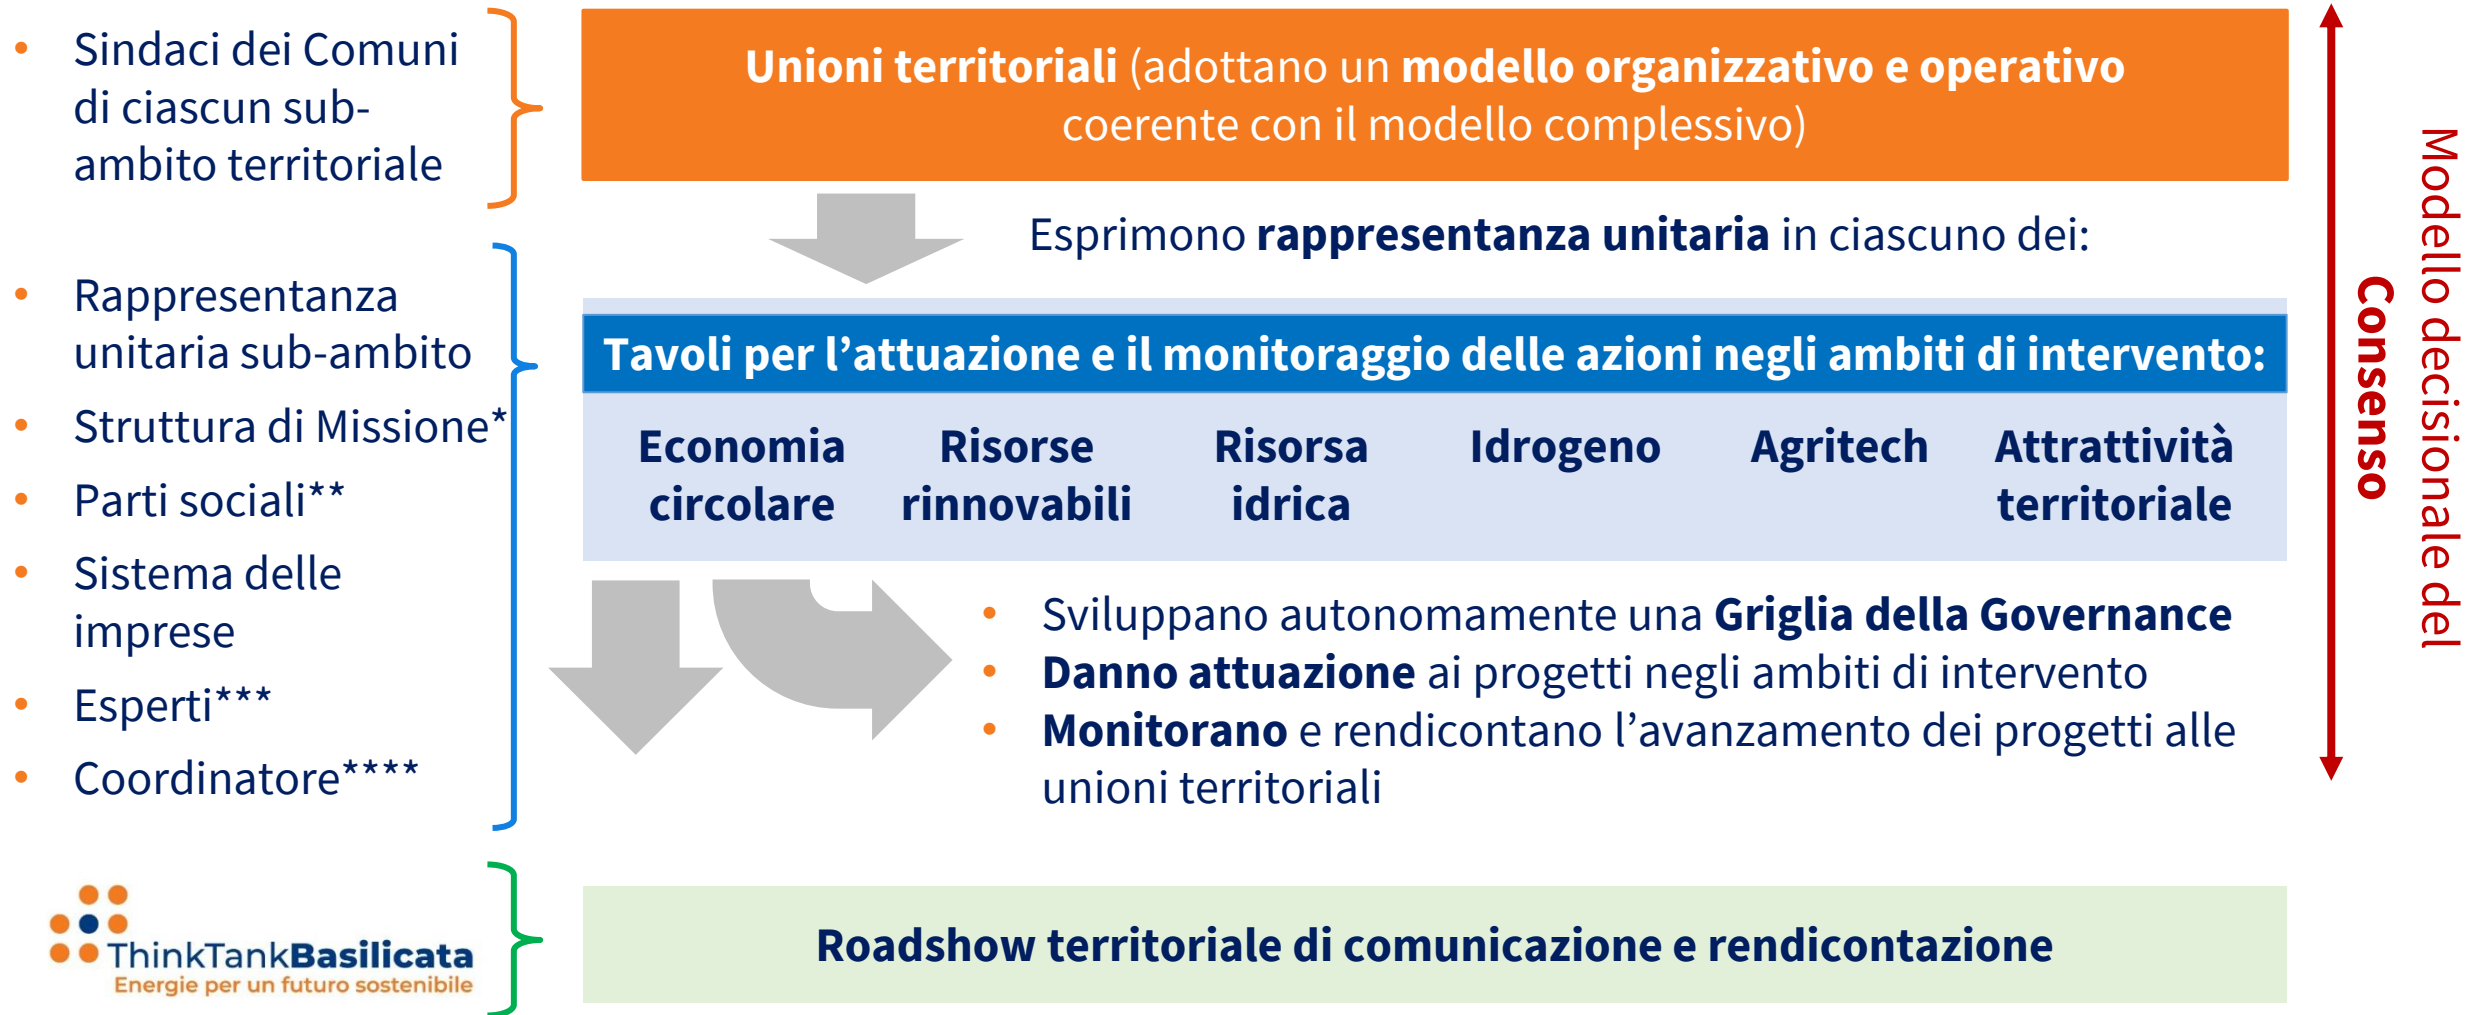 • Sindaci dei Comuni
di ciascun sub-
ambito territoriale
Unioni territoriali (adottano un modello organizzativo e operativo
coerente con il modello complessivo)
Esprimono rappresentanza unitaria in ciascuno dei:
• Rappresentanza
unitaria sub-ambito
• Struttura di Missione*
• Parti sociali**
• Sistema delle
imprese
• Esperti***
• Coordinatore****
Tavoli per l’attuazione e il monitoraggio delle azioni negli ambiti di intervento:
Economia
circolare
Risorse
rinnovabili
Risorsa
idrica
Idrogeno
Agritech
Attrattività
territoriale
• Sviluppano autonomamente una Griglia della Governance
• Danno attuazione ai progetti negli ambiti di intervento
• Monitorano e rendicontano l’avanzamento dei progetti alle
unioni territoriali
Modello decisionale del
Consenso
ThinkTankBasilicata
Energie per un futuro sostenibile
Roadshow territoriale di comunicazione e rendicontazione